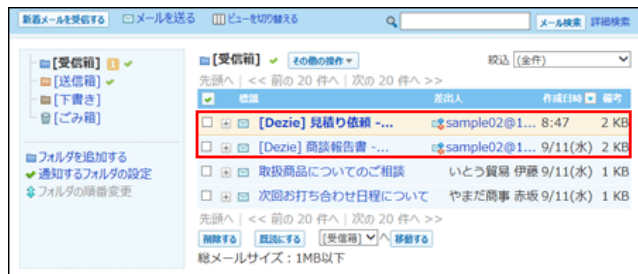 新着メールを受信する メールを送る ビューを切り替える メール検索 詳細検索
[受信箱] 1
[送信箱]
[下書き]
[ごみ箱]
フォルダを追加する
通知するフォルダの設定
フォルダの順番変更
[受信箱] その他の操作 絞込 (全件)
先頭へ | << 前の 20 件へ | 次の 20 件へ >>
標題 差出人 作成日時 備考
[Dezie] 見積り依頼 -... sample02@1... 8:47 2 KB
[Dezie] 商談報告書 -... sample02@1... 9/11(水) 2 KB
取扱商品についてのご相談 いとう貿易 伊藤 9/11(水) 1 KB
次回お打ち合わせ日程について やまだ商事 赤坂 9/11(水) 1 KB
先頭へ | << 前の 20 件へ | 次の 20 件へ >>
削除する 既読にする [受信箱] へ 移動する
総メールサイズ：1MB以下